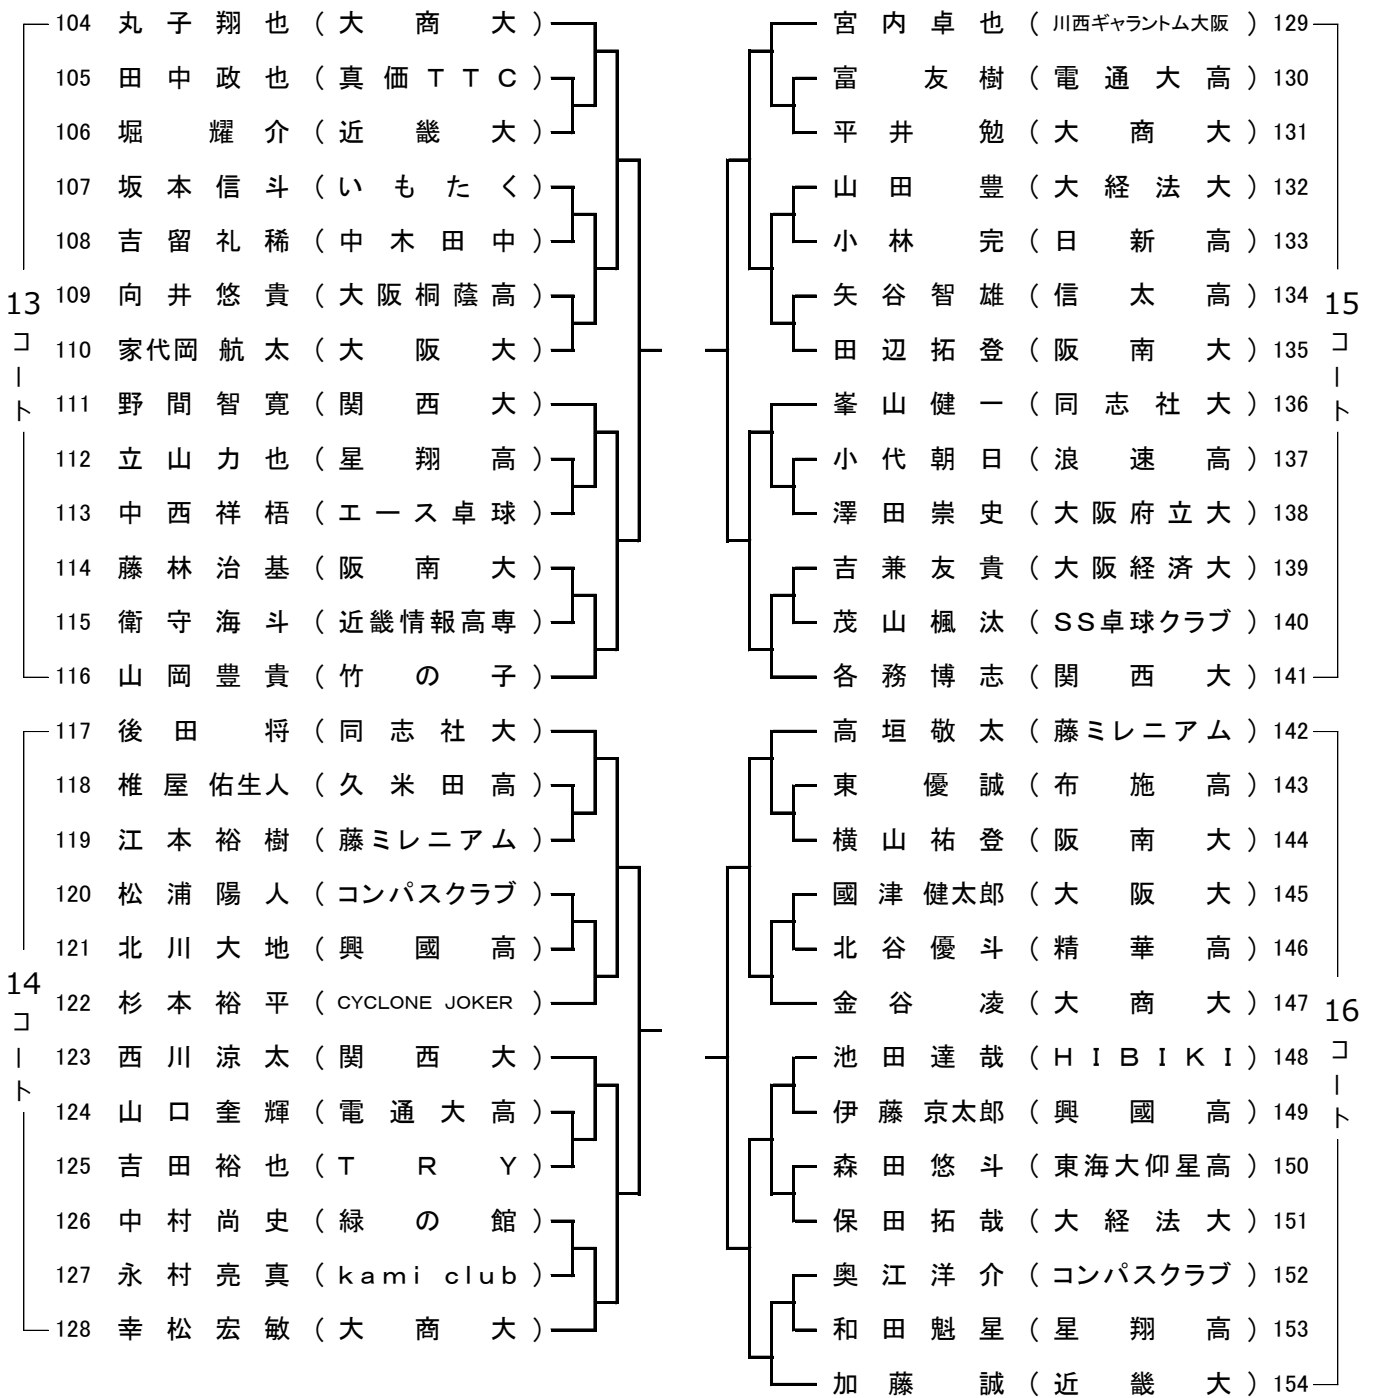 104 丸子翔也 (大商大)
105 田中政也 (真価TTC)
106 堀耀介 (近畿大)
107 坂本信斗 (いもたく)
108 吉留礼稀 (中木田中)
109 向井悠貴 (大阪桐蔭高)
110 家代岡航太 (大阪大)
111 野間智寛 (関西大)
112 立山力也 (星翔高)
113 中西祥梧 (エース卓球)
114 藤林治基 (阪南大)
115 衛守海斗 (近畿情報高専)
116 山岡豊貴 (竹の子)
13コート
117 後田将 (同志社大)
118 椎屋佑生人 (久米田高)
119 江本裕樹 (藤ミレニアム)
120 松浦陽人 (コンパスクラブ)
121 北川大地 (興國高)
122 杉本裕平 (CYCLONE JOKER)
123 西川涼太 (関西大)
124 山口奎輝 (電通大高)
125 吉田裕也 (TRY)
126 中村尚史 (緑の館)
127 永村亮真 (kami club)
128 幸松宏敏 (大商大)
14コート
宮内卓也 (川西ギャラントム大阪) 129
富友樹 (電通大高) 130
平井勉 (大商大) 131
山田豊 (大経法大) 132
小林完 (日新高) 133
矢谷智雄 (信太高) 134
田辺拓登 (阪南大) 135
峯山健一 (同志社大) 136
小代朝日 (浪速高) 137
澤田崇史 (大阪府立大) 138
吉兼友貴 (大阪経済大) 139
茂山楓汰 (SS卓球クラブ) 140
各務博志 (関西大) 141
15コート
高垣敬太 (藤ミレニアム) 142
東優誠 (布施高) 143
横山祐登 (阪南大) 144
國津健太郎 (大阪大) 145
北谷優斗 (精華高) 146
金谷凌 (大商大) 147
池田達哉 (HIBIKI) 148
伊藤京太郎 (興國高) 149
森田悠斗 (東海大仰星高) 150
保田拓哉 (大経法大) 151
奥江洋介 (コンパスクラブ) 152
和田魁星 (星翔高) 153
加藤誠 (近畿大) 154
16コート